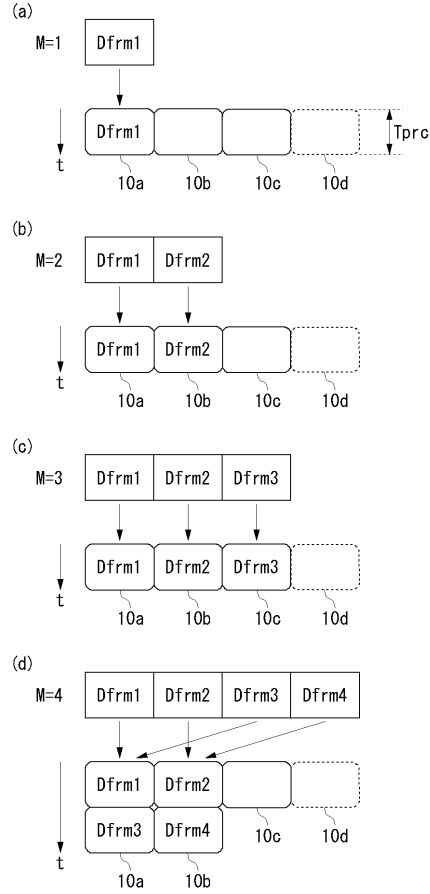 (a)
M=1 Dfrm1
Dfrm1 Tprc
t 10a 10b 10c 10d
(b)
M=2 Dfrm1 Dfrm2
Dfrm1 Dfrm2
t 10a 10b 10c 10d
(c)
M=3 Dfrm1 Dfrm2 Dfrm3
Dfrm1 Dfrm2 Dfrm3
t 10a 10b 10c 10d
(d)
M=4 Dfrm1 Dfrm2 Dfrm3 Dfrm4
Dfrm1 Dfrm2
Dfrm3 Dfrm4 10c 10d
t 10a 10b